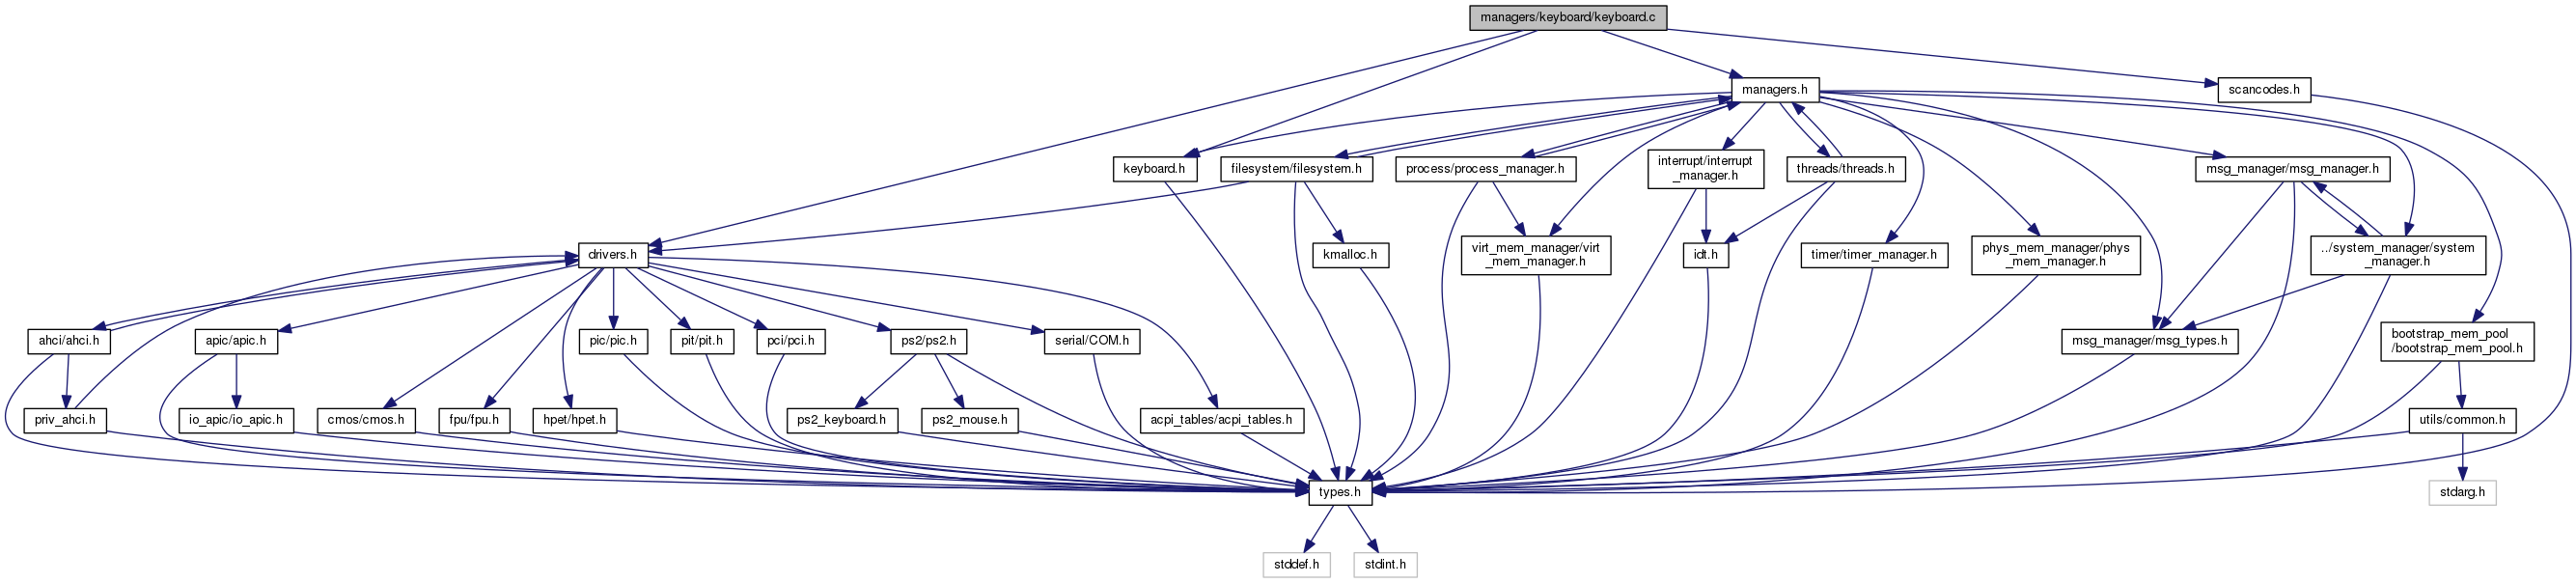 managers/keyboard/keyboard.c
managers.h
scancodes.h
keyboard.h
filesystem/filesystem.h
process/process_manager.h
interrupt/interrupt
_manager.h
threads/threads.h
msg_manager/msg_manager.h
drivers.h
kmalloc.h
virt_mem_manager/virt
_mem_manager.h
idt.h
timer/timer_manager.h
phys_mem_manager/phys
_mem_manager.h
../system_manager/system
_manager.h
ahci/ahci.h
apic/apic.h
pic/pic.h
pit/pit.h
pci/pci.h
ps2/ps2.h
serial/COM.h
msg_manager/msg_types.h
bootstrap_mem_pool
/bootstrap_mem_pool.h
priv_ahci.h
io_apic/io_apic.h
cmos/cmos.h
fpu/fpu.h
hpet/hpet.h
ps2_keyboard.h
ps2_mouse.h
acpi_tables/acpi_tables.h
utils/common.h
types.h
stdarg.h
stddef.h
stdint.h